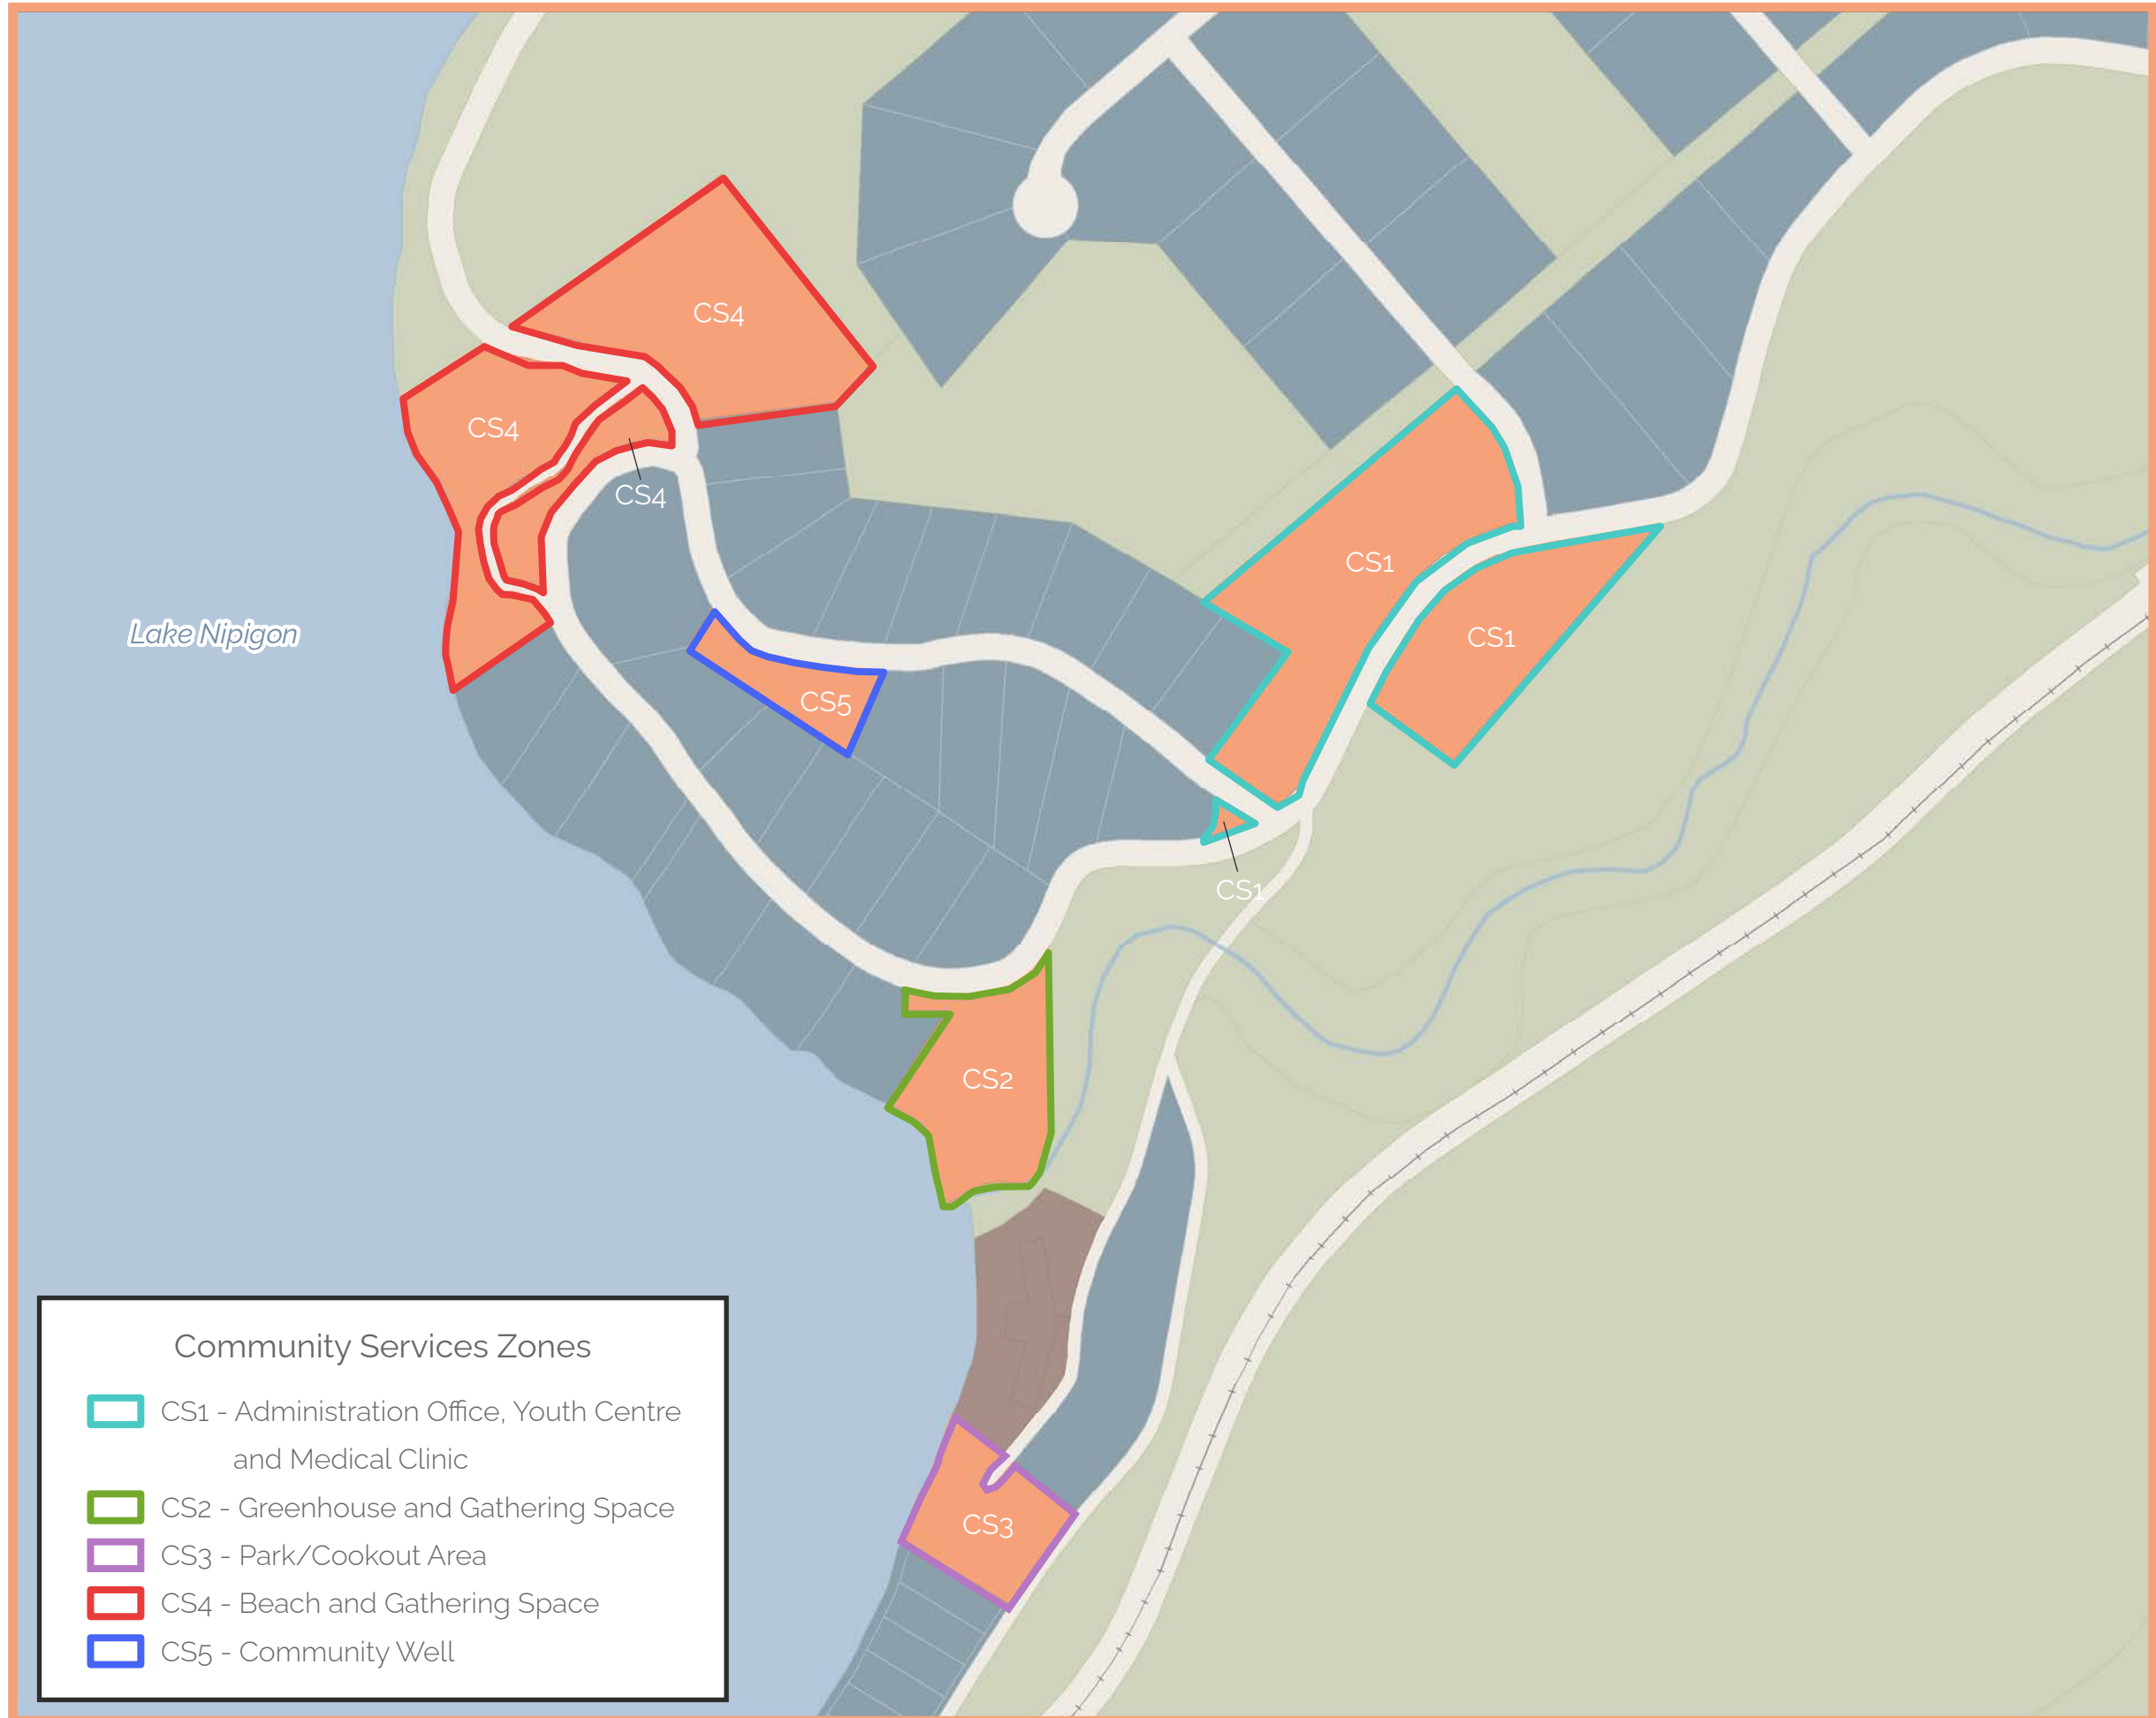 CS4
CS4
CS4
CS1
CS1
Lake Nipigon
CS5
CS1
CS2
Community Services Zones
CS1 - Administration Office, Youth Centre
and Medical Clinic
CS2 - Greenhouse and Gathering Space
CS3 - Park/Cookout Area
CS4 - Beach and Gathering Space
CS5 - Community Well
CS3